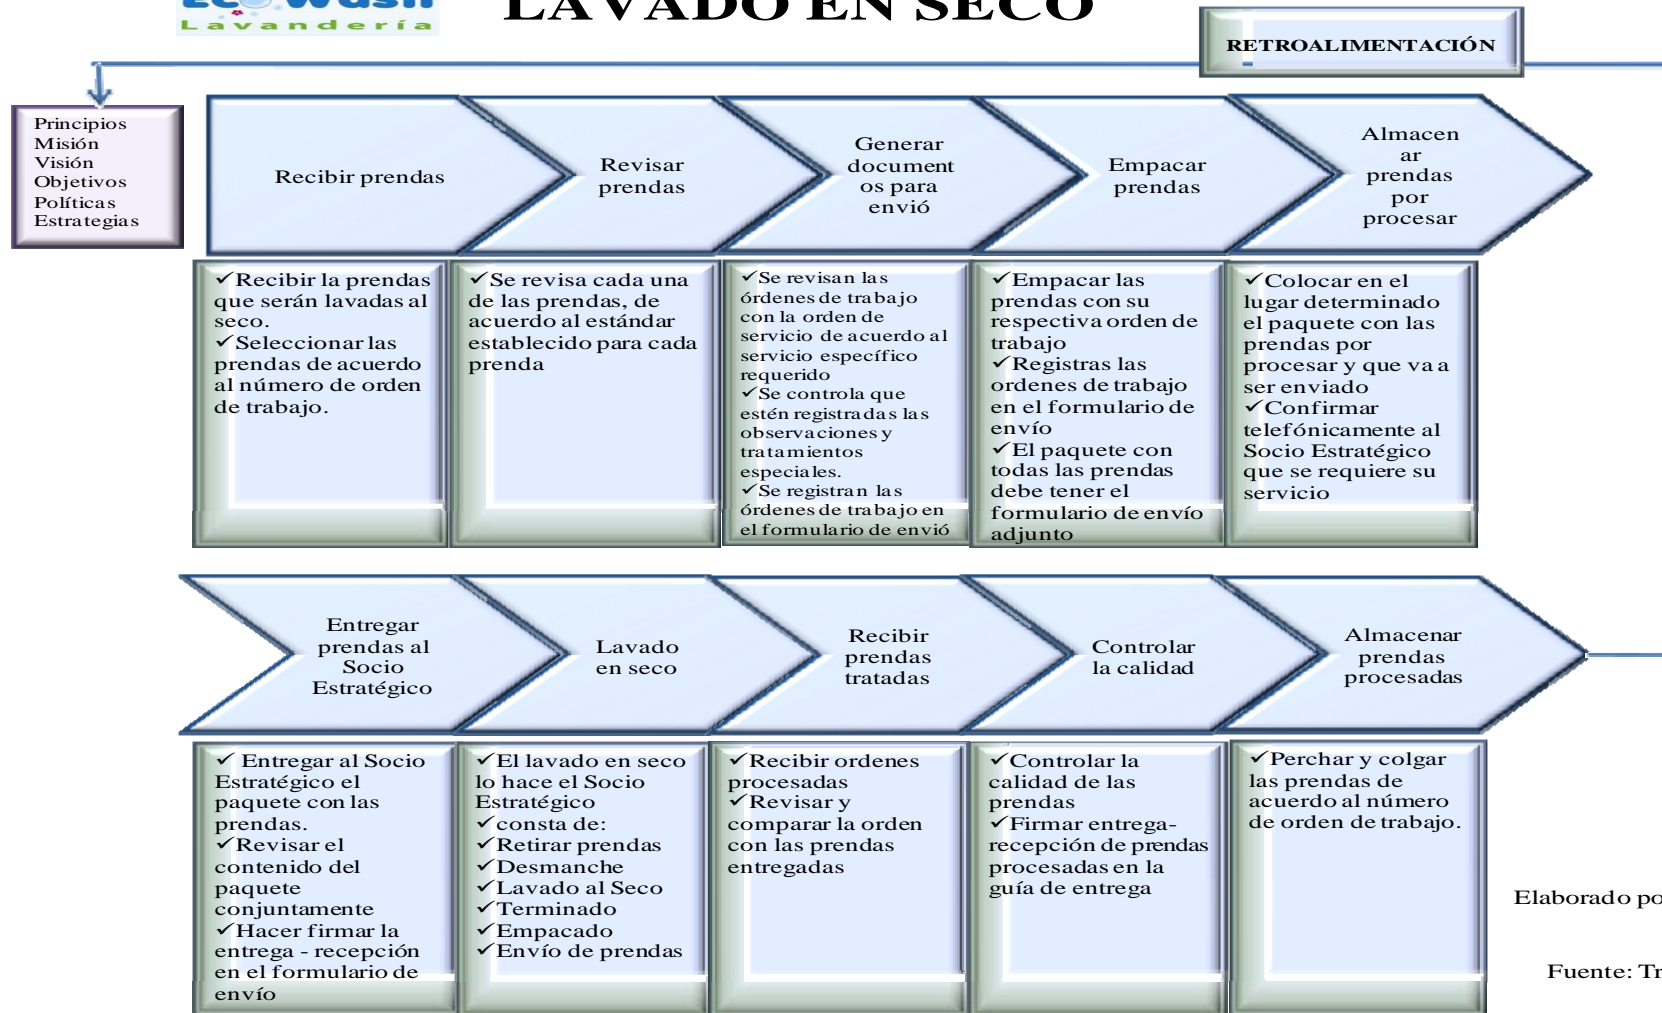 Eco Wash
Lavandería
LAVADO EN SECO
RETROALIMENTACIÓN
Principios
Misión
Visión
Objetivos
Políticas
Estrategias
Recibir prendas
Revisar
prendas
Generar
document
os para
envió
Empacar
prendas
Almacen
ar
prendas
por
procesar
✓Recibir la prendas
que serán lavadas al
seco.
✓Seleccionar las
prendas de acuerdo
al número de orden
de trabajo.
✓Se revisa cada una
de las prendas, de
acuerdo al estándar
establecido para cada
prenda
✓Se revisan las
órdenes de trabajo
con la orden de
servicio de acuerdo al
servicio específico
requerido
✓Se controla que
estén registradas las
observaciones y
tratamientos
especiales.
✓Se registran las
órdenes de trabajo en
el formulario de envió
✓Empacar las
prendas con su
respectiva orden de
trabajo
✓Registras las
ordenes de trabajo
en el formulario de
envío
✓El paquete con
todas las prendas
debe tener el
formulario de envío
adjunto
✓Colocar en el
lugar determinado
el paquete con las
prendas por
procesar y que va a
ser enviado
✓Confirmar
telefónicamente al
Socio Estratégico
que se requiere su
servicio
Entregar
prendas al
Socio
Estratégico
Lavado
en seco
Recibir
prendas
tratadas
Controlar
la calidad
Almacenar
prendas
procesadas
✓ Entregar al Socio
Estratégico el
paquete con las
prendas.
✓Revisar el
contenido del
paquete
conjuntamente
✓Hacer firmar la
entrega - recepción
en el formulario de
envío
✓El lavado en seco
lo hace el Socio
Estratégico
✓consta de:
✓Retirar prendas
✓Desmanche
✓Lavado al Seco
✓Terminado
✓Empacado
✓Envío de prendas
✓Recibir ordenes
procesadas
✓Revisar y
comparar la orden
con las prendas
entregadas
✓Controlar la
calidad de las
prendas
✓Firmar entrega-
recepción de prendas
procesadas en la
guía de entrega
✓Perchar y colgar
las prendas de
acuerdo al número
de orden de trabajo.
Elaborado po
Fuente: Tr